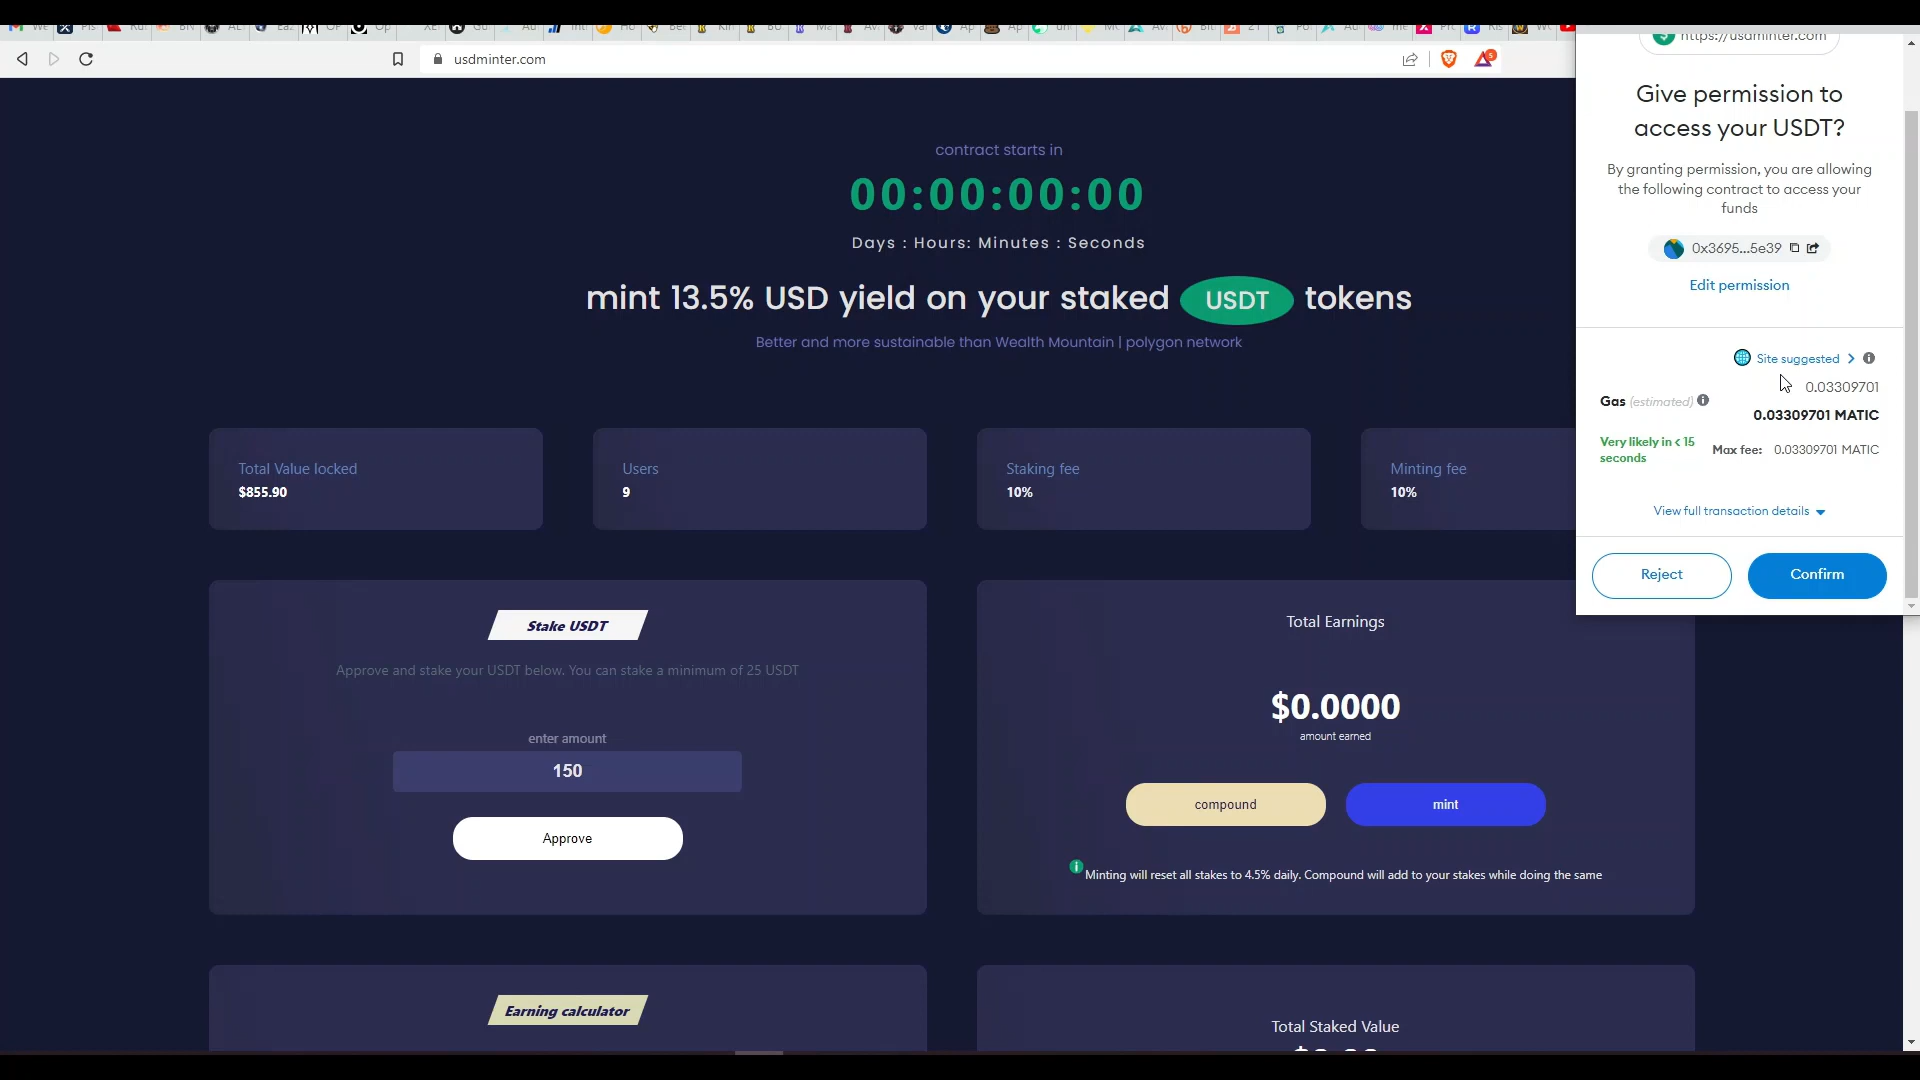 usdminter.com
https://usdminter.com
Give permission to
access your USDT?
By granting permission, you are allowing
the following contract to access your
funds
0x3695...5e39
Edit permission
Site suggested
0.03309701
Gas (estimated)
0.03309701 MATIC
Very likely in < 15
seconds
Max fee: 0.03309701 MATIC
View full transaction details
Reject
Confirm
contract starts in
00:00:00:00
Days : Hours: Minutes : Seconds
mint 13.5% USD yield on your staked USDT tokens
Better and more sustainable than Wealth Mountain | polygon network
Total Value locked
$855.90
Users
9
Staking fee
10%
Minting fee
10%
Stake USDT
Approve and stake your USDT below. You can stake a minimum of 25 USDT
enter amount
150
Approve
Total Earnings
$0.0000
amount earned
compound
mint
Minting will reset all stakes to 4.5% daily. Compound will add to your stakes while doing the same
Earning calculator
Total Staked Value